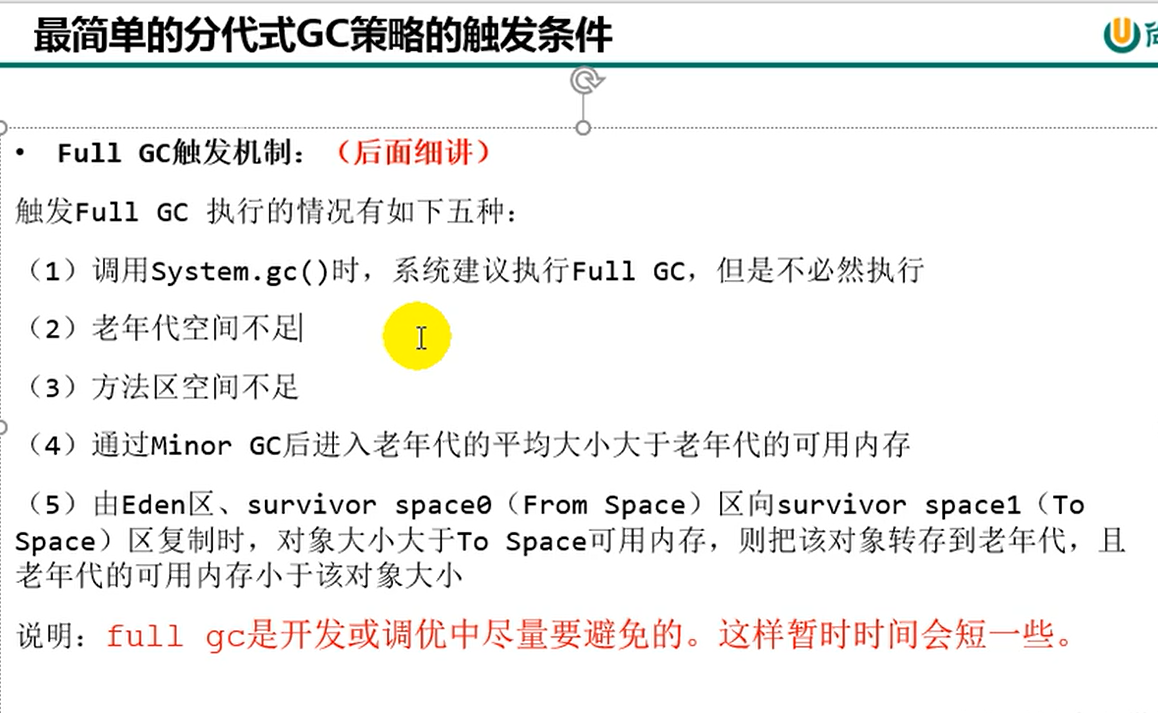 最简单的分代式GC策略的触发条件
• Full GC触发机制：（后面细讲）
触发Full GC 执行的情况有如下五种：
（1）调用System.gc()时，系统建议执行Full GC，但是不必然执行
（2）老年代空间不足
（3）方法区空间不足
（4）通过Minor GC后进入老年代的平均大小大于老年代的可用内存
（5）由Eden区、survivor space0（From Space）区向survivor space1（To
Space）区复制时，对象大小大于To Space可用内存，则把该对象转存到老年代，且
老年代的可用内存小于该对象大小
说明：full gc是开发或调优中尽量要避免的。这样暂时时间会短一些。